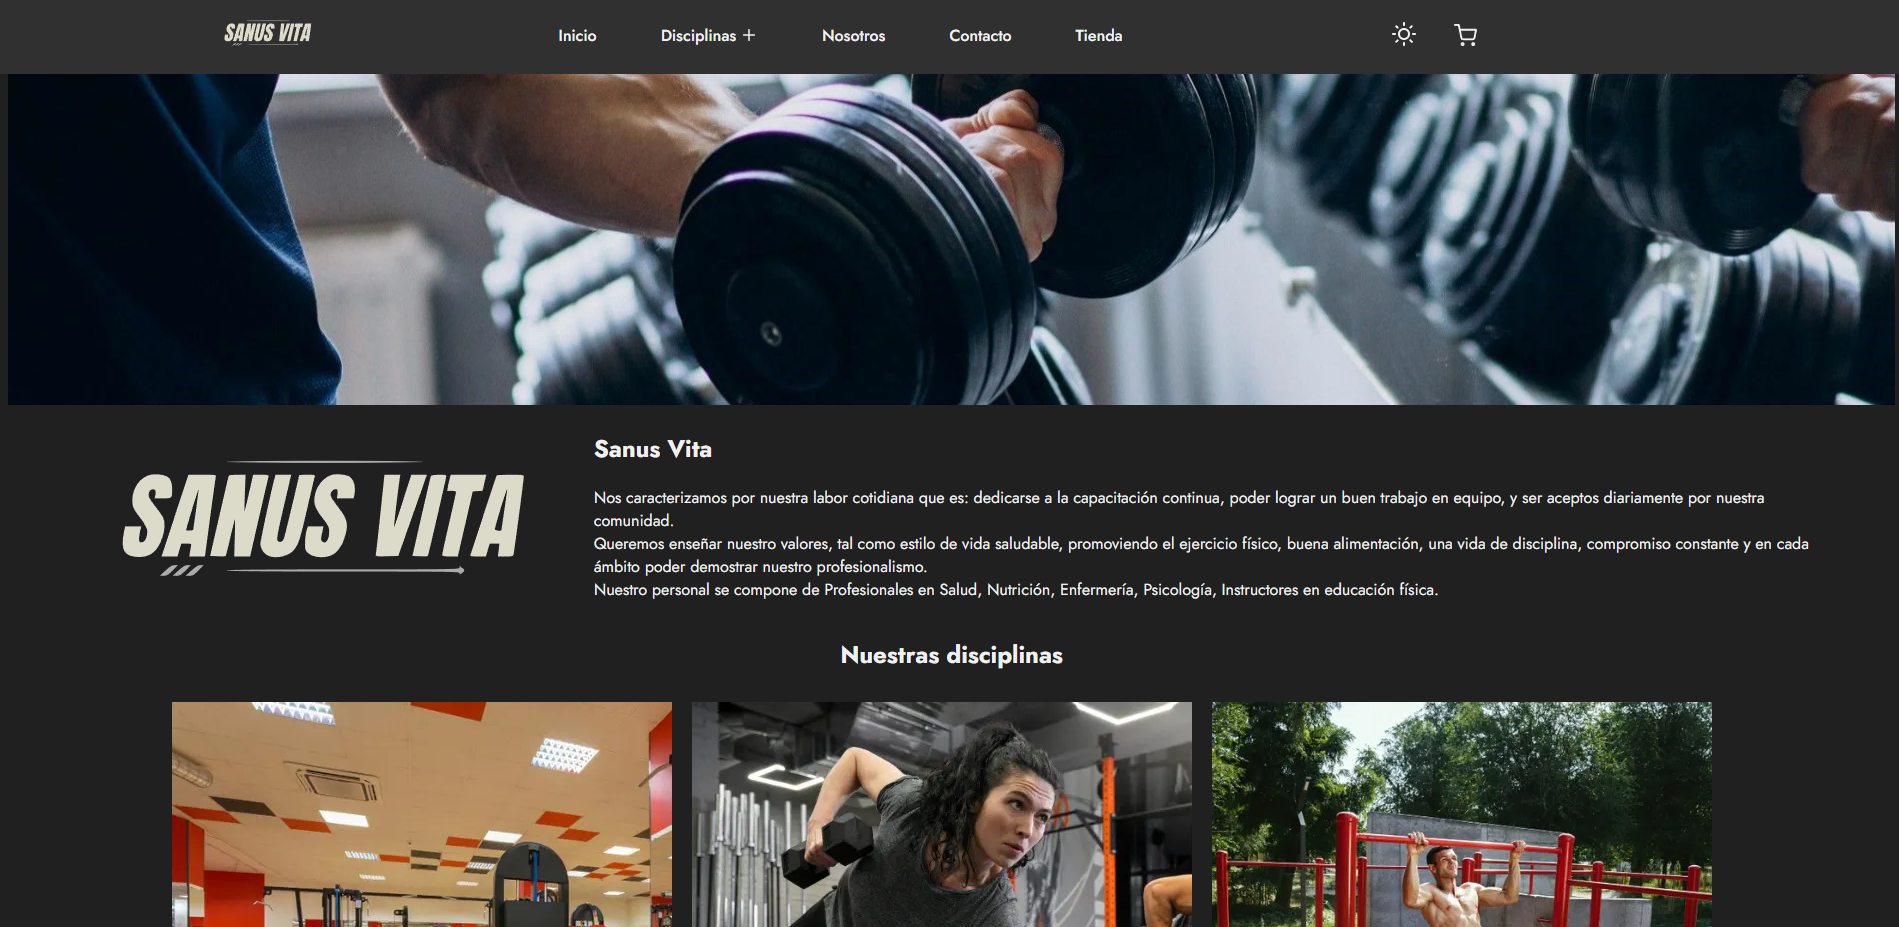 SANUS VITA
Inicio
Disciplinas +
Nosotros
Contacto
Tienda
SANUS VITA
Sanus Vita
Nos caracterizamos por nuestra labor cotidiana que es: dedicarse a la capacitación continua, poder lograr un buen trabajo en equipo, y ser aceptos diariamente por nuestra
comunidad.
Queremos enseñar nuestro valores, tal como estilo de vida saludable, promoviendo el ejercicio físico, buena alimentación, una vida de disciplina, compromiso constante y en cada
ámbito poder demostrar nuestro profesionalismo.
Nuestro personal se compone de Profesionales en Salud, Nutrición, Enfermería, Psicología, Instructores en educación física.
Nuestras disciplinas